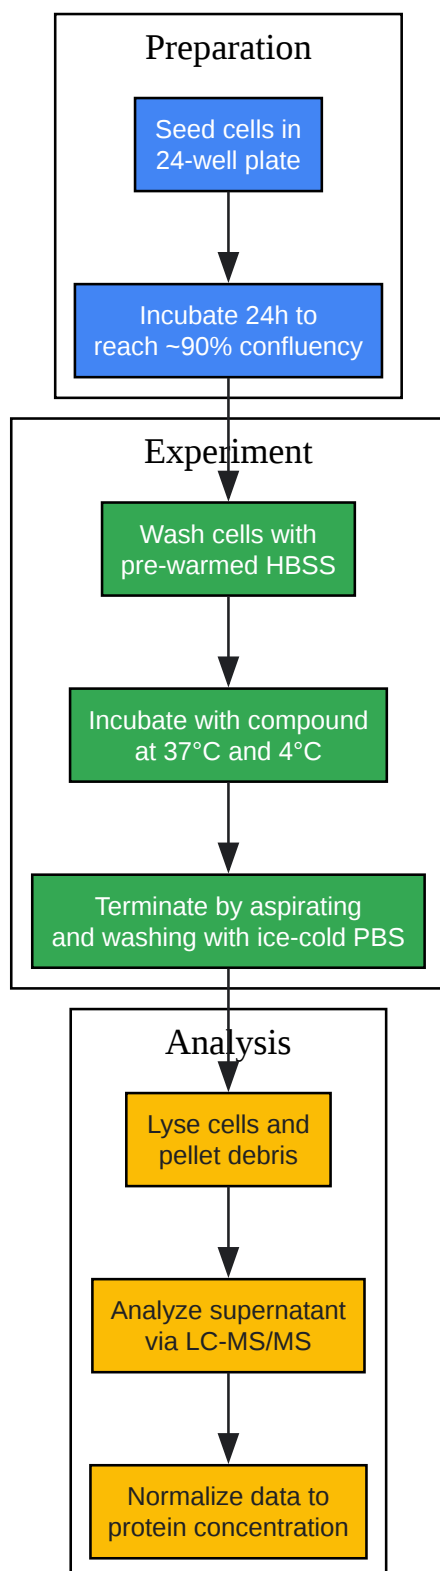 Preparation
Seed cells in
24-well plate
Incubate 24h to
reach ~90% confluency
Experiment
Wash cells with
pre-warmed HBSS
Incubate with compound
at 37°C and 4°C
Terminate by aspirating
and washing with ice-cold PBS
Analysis
Lyse cells and
pellet debris
Analyze supernatant
via LC-MS/MS
Normalize data to
protein concentration